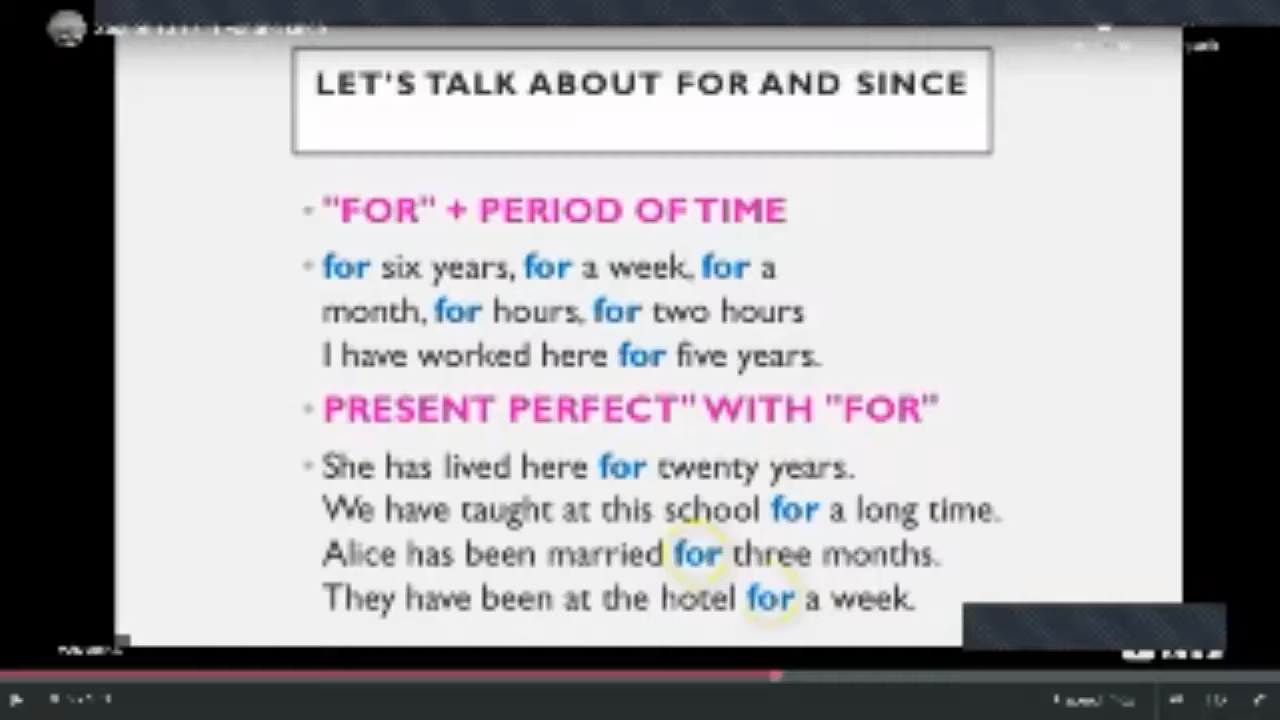 LET'S TALK ABOUT FOR AND SINCE
"FOR" + PERIOD OF TIME
for six years, for a week, for a
month, for hours, for two hours
I have worked here for five years.
PRESENT PERFECT" WITH "FOR"
She has lived here for twenty years.
We have taught at this school for a long time.
Alice has been married for three months.
They have been at the hotel for a week.